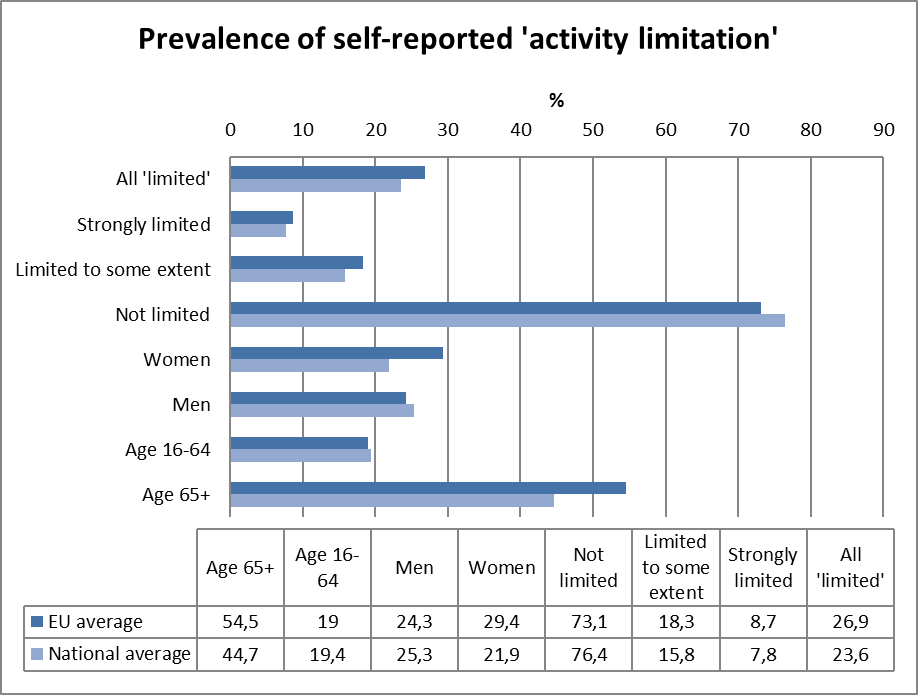 Prevalence of self-reported 'activity limitation'
%
0 10 20 30 40 50 60 70 80 90
All 'limited'
Strongly limited
Limited to some extent
Not limited
Women
Men
Age 16-64
Age 65+
Age 65+ Age 16-64 Men Women Not limited Limited to some extent Strongly limited All 'limited'
EU average 54,5 19 24,3 29,4 73,1 18,3 8,7 26,9
National average 44,7 19,4 25,3 21,9 76,4 15,8 7,8 23,6